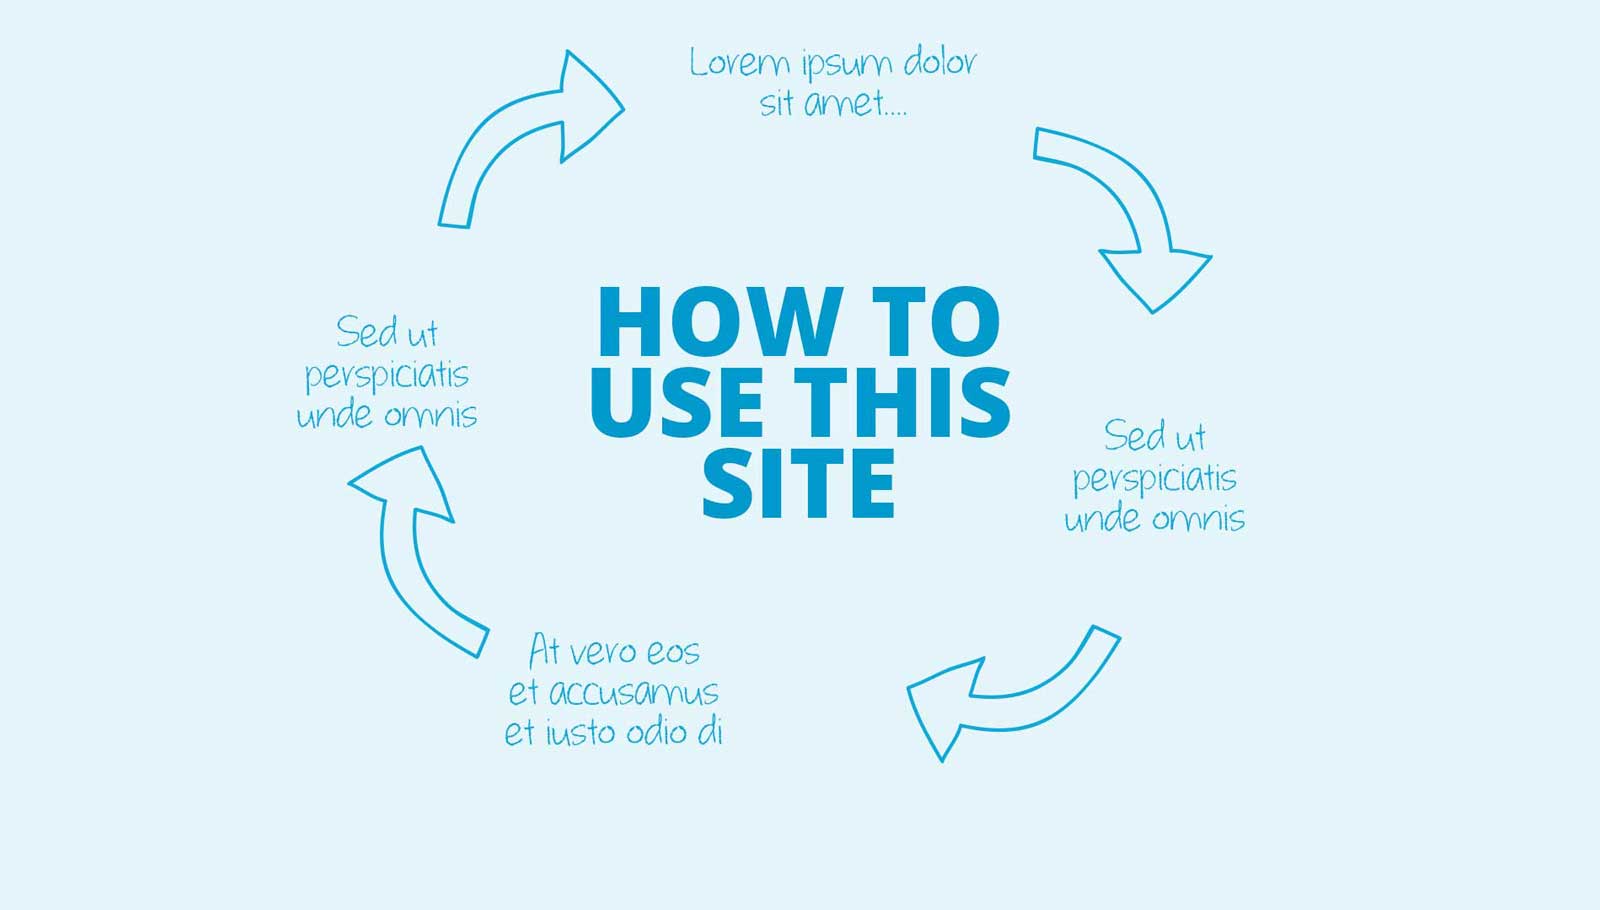 Lorem ipsum dolor
sit amet....
HOW TO
USE THIS
SITE
Sed ut
perspiciatis
unde omnis
Sed ut
perspiciatis
unde omnis
At vero eos
et accusamus
et iusto odio di